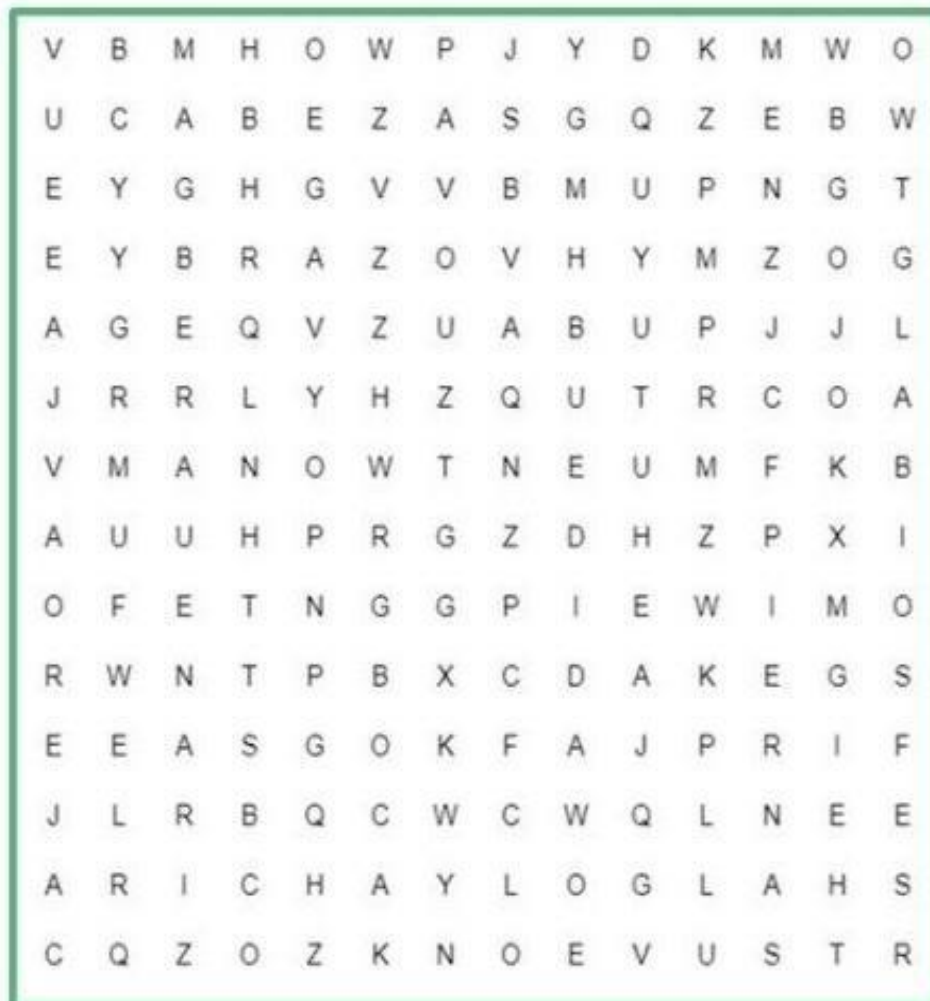 V B M H O W P J Y D K M W O
U C A B E Z A S G Q Z E B W
E Y G H G V V B M U P N G T
E Y B R A Z O V H Y M Z O G
A G E Q V Z U A B U P J J L
J R R L Y H Z Q U T R C O A
V M A N O W T N E U M F K B
A U U H P R G Z D H Z P X I
O F E T N G G P I E W I M O
R W N T P B X C D A K E G S
E E A S G O K F A J P R I F
J L R B Q C W C W Q L N E E
A R I C H A Y L O G L A H S
C Q Z O Z K N O E V U S T R